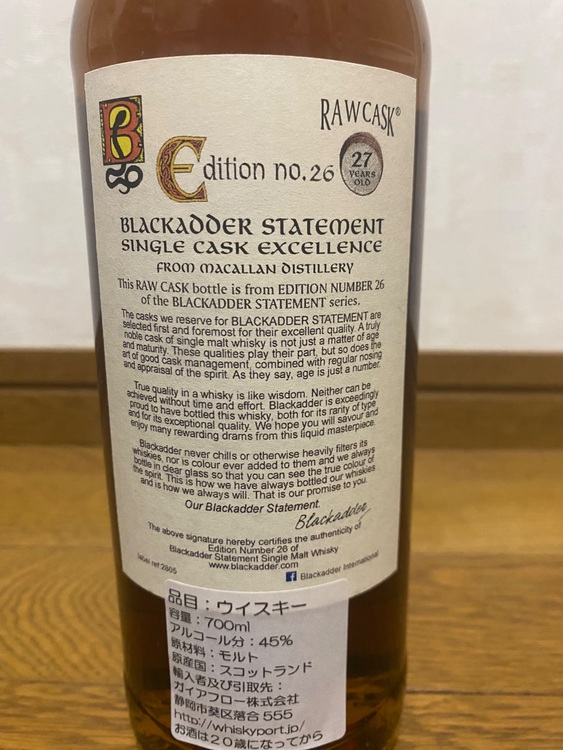 B
RAW CASK®
Edition no.26
27
YEARS
OLD
BLACKADDER STATEMENT
SINGLE CASK EXCELLENCE
FROM MACALLAN DISTILLERY
This RAW CASK bottle is from EDITION NUMBER 26
of the BLACKADDER STATEMENT series.
The casks we reserve for BLACKADDER STATEMENT are
selected first and foremost for their excellent quality. A truly
noble cask of single malt whisky is not just a matter of age
and maturity. These qualities play their part, but so does the
art of good cask management, combined with regular nosing
and appraisal of the spirit. As they say, age is just a number.
True quality in a whisky is like wisdom. Neither can be
achieved without time and effort. Blackadder is exceedingly
proud to have bottled this whisky, both for its rarity of type
and for its exceptional quality. We hope you will savour and
enjoy many rewarding drams from this liquid masterpiece.
Blackadder never chills or otherwise heavily filters its
whiskies, nor is colour ever added to them and we always
bottle in clear glass so that you can see the true colour of
the spirit. This is how we have always bottled our whiskies
and is how we always will. That is our promise to you.
Our Blackadder Statement.
Blackadder
The above signature hereby certifies the authenticity of
Edition Number 26 of
Blackadder Statement Single Malt Whisky
www.blackadder.com
label ref:2805
f Blackadder International
品目：ウイスキー
容量：700ml
アルコール分：45%
原材料：モルト
原産国：スコットランド
輸入者及び引取先：
ガイアフロー株式会社
静岡市葵区落合555
http://whiskyport.jp/
お酒は20歳になってから